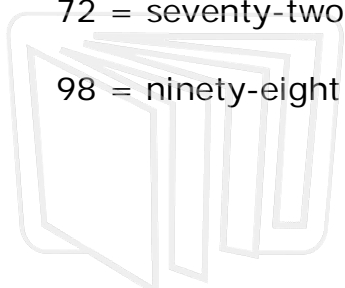 72 = seventy-two
98 = ninety-eight